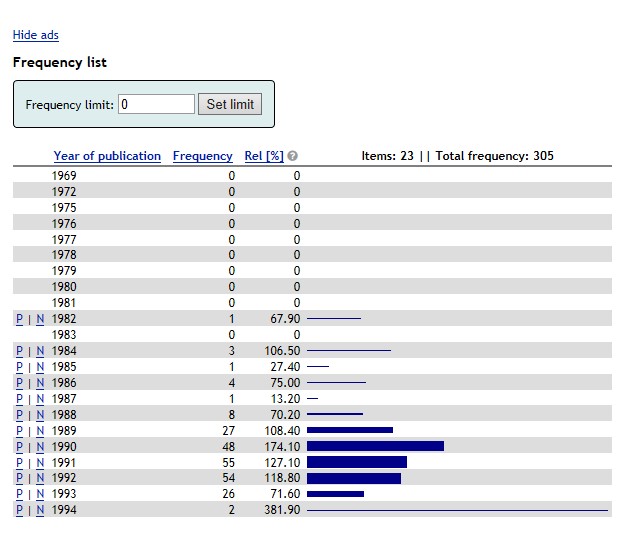 Hide ads
Frequency list
Frequency limit: 0 Set limit
Year of publication Frequency Rel [%] ? Items: 23 || Total frequency: 305
1969 0 0
1972 0 0
1975 0 0
1976 0 0
1977 0 0
1978 0 0
1979 0 0
1980 0 0
1981 0 0
P | N 1982 1 67.90
1983 0 0
P | N 1984 3 106.50
P | N 1985 1 27.40
P | N 1986 4 75.00
P | N 1987 1 13.20
P | N 1988 8 70.20
P | N 1989 27 108.40
P | N 1990 48 174.10
P | N 1991 55 127.10
P | N 1992 54 118.80
P | N 1993 26 71.60
P | N 1994 2 381.90